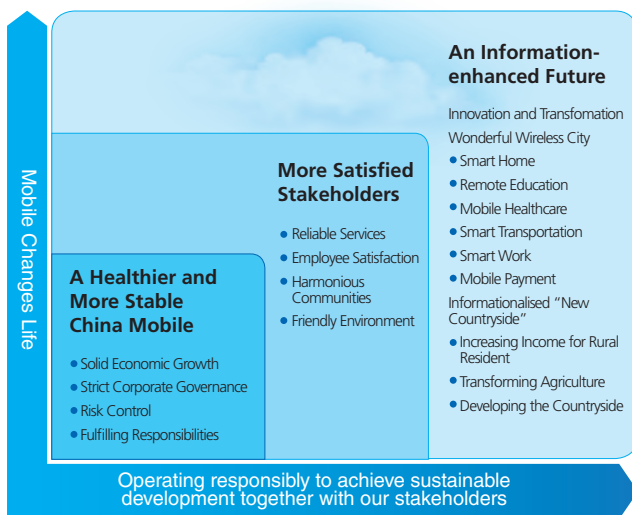 Mobile Changes Life
A Healthier and
More Stable
China Mobile
Solid Economic Growth
Strict Corporate Governance
Risk Control
Fulfilling Responsibilities
More Satisfied
Stakeholders
Reliable Services
Employee Satisfaction
Harmonious
Communities
Friendly Environment
An Information-
enhanced Future
Innovation and Transfomation
Wonderful Wireless City
Smart Home
Remote Education
Mobile Healthcare
Smart Transportation
Smart Work
Mobile Payment
Informationalised “New
Countryside”
Increasing Income for Rural
Resident
Transforming Agriculture
Developing the Countryside
Operating responsibly to achieve sustainable
development together with our stakeholders